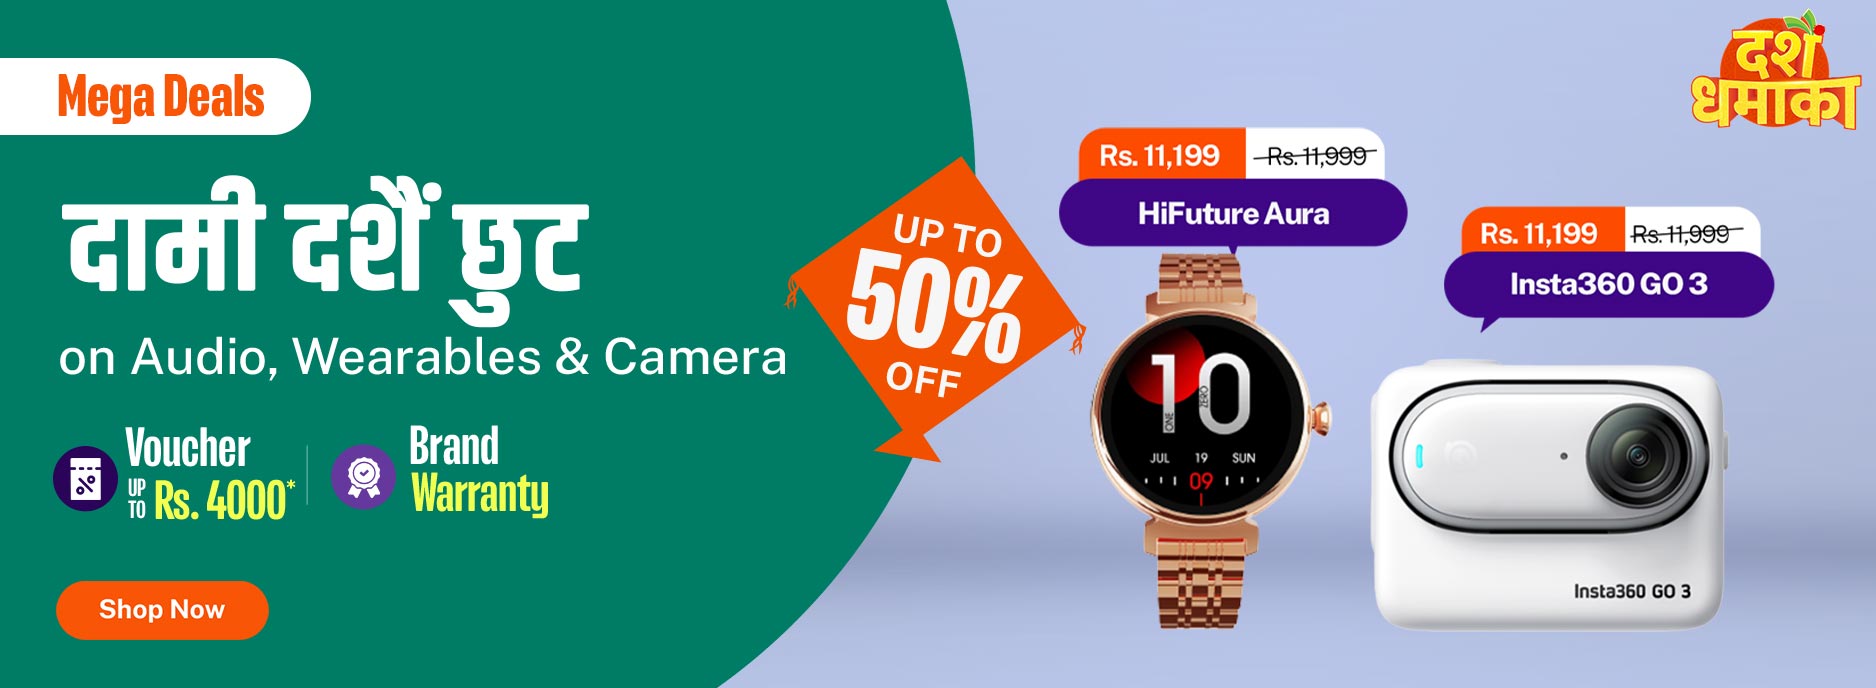 Mega Deals
दामी दशैं छुट
on Audio, Wearables & Camera
Voucher
UP TO Rs. 4000*
Brand
Warranty
Shop Now
UP TO
50%
OFF
Rs. 11,199 Rs. 11,999
HiFuture Aura
10
ONE
ZERO
JUL 19 SUN
09
Rs. 11,199 Rs. 11,999
Insta360 GO 3
Insta360 GO 3
दशैं
धमाका